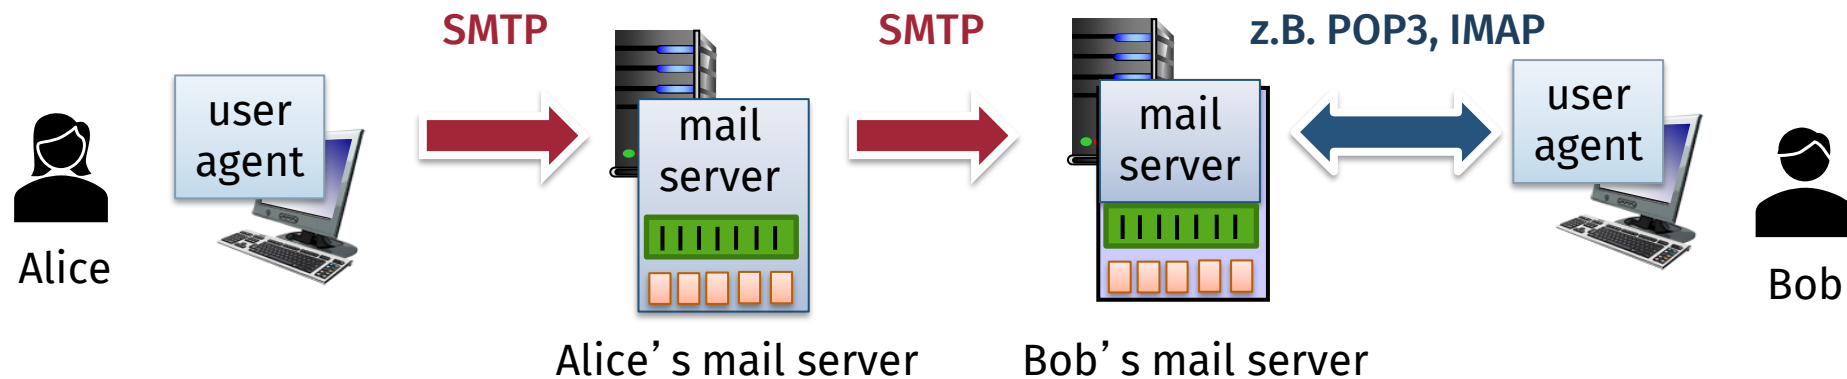 SMTP
SMTP
z.B. POP3, IMAP
user
agent
mail
server
mail
server
user
agent
Alice
Bob
Alice’s mail server
Bob’s mail server